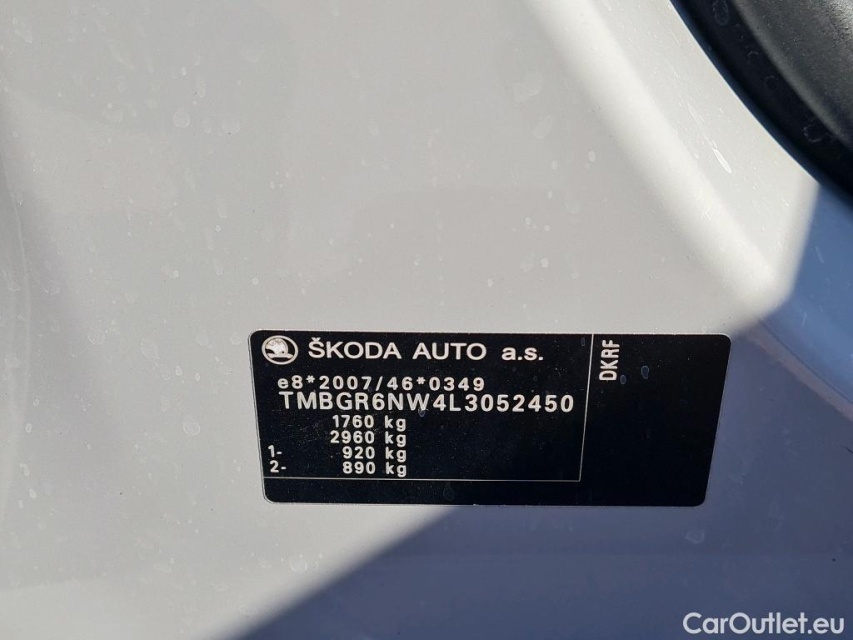 ŠKODA AUTO a.s.
e8*2007/46*0349
TMBGR6NW4L3052450
1760 kg
2960 kg
1- 920 kg
2- 890 kg
DKRF
CarOutlet.eu